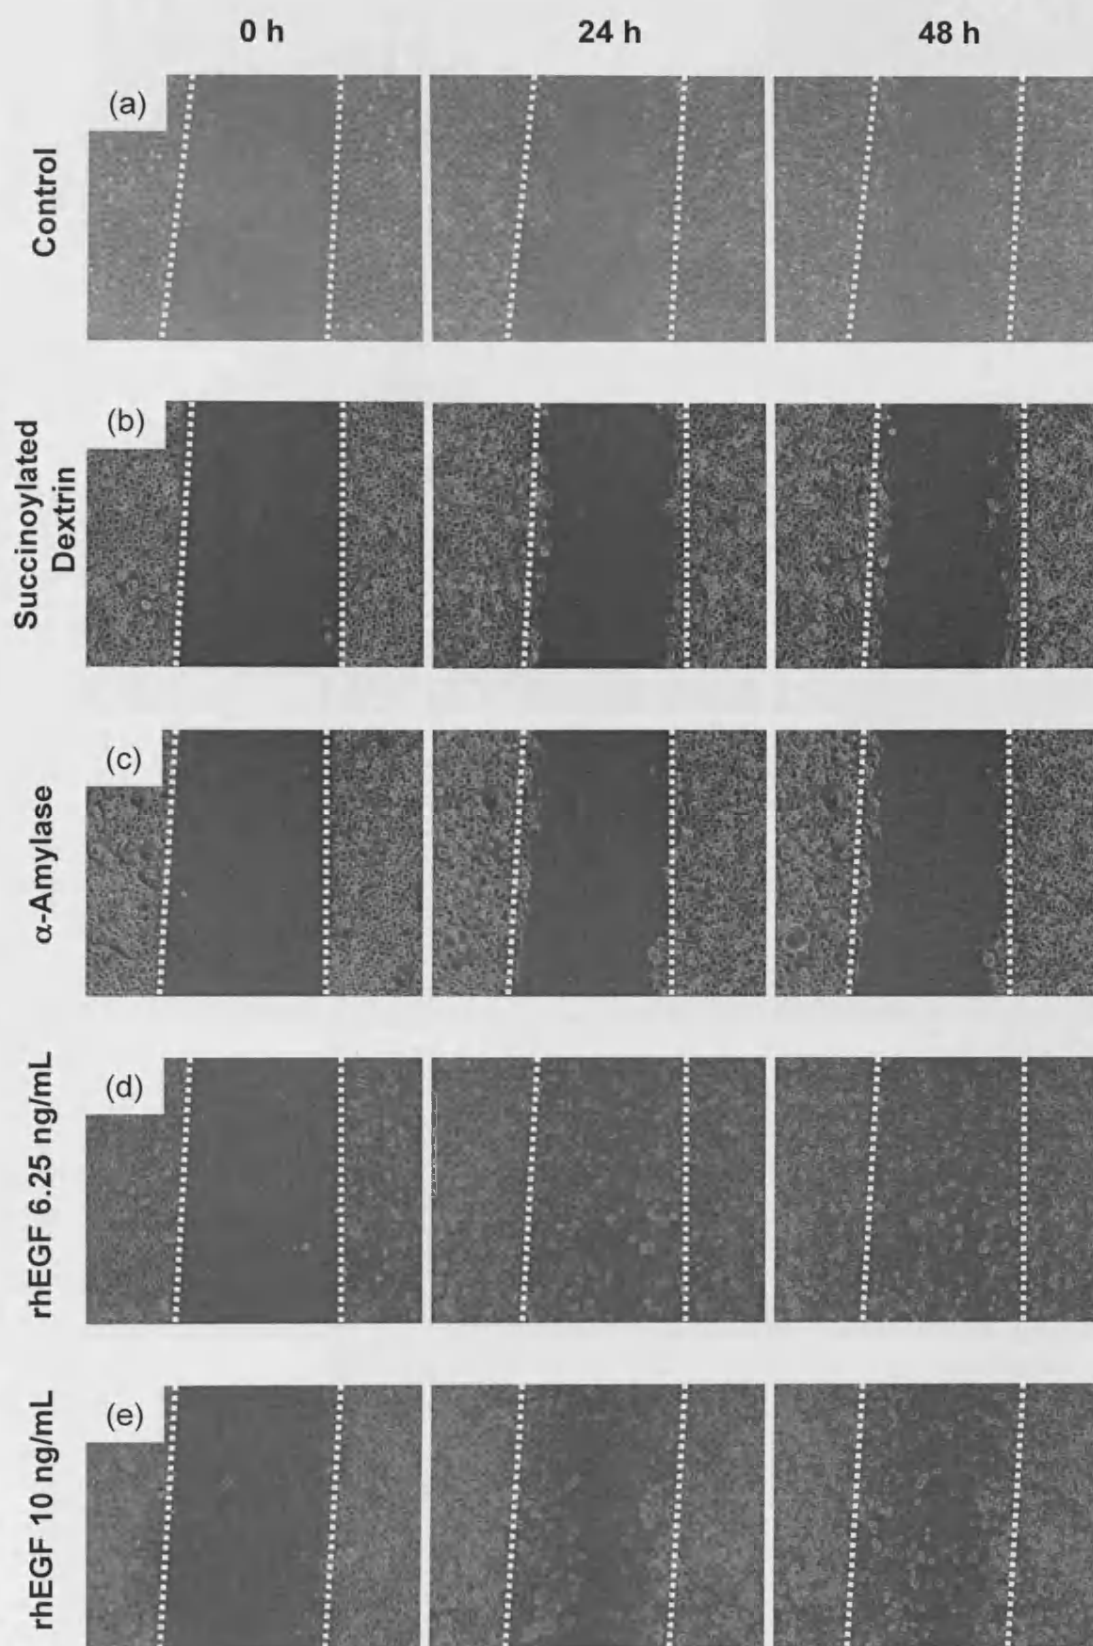 0 h
24 h
48 h
(a)
Control
(b)
Succinoylated
Dextrin
(c)
α-Amylase
(d)
rhEGF 6.25 ng/mL
(e)
rhEGF 10 ng/mL